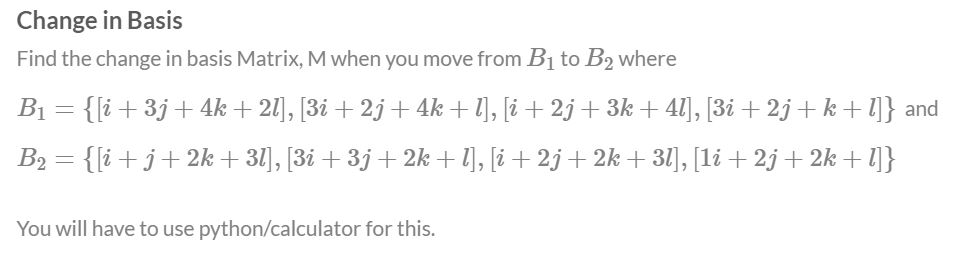 Change in Basis
Find the change in basis Matrix, M when you move from B₁ to B₂ where
B₁ = {[i + 3j + 4k + 2l], [3i + 2j + 4k + l], [i + 2j + 3k + 4l], [3i + 2j + k + l]} and
B₂ = {[i + j + 2k + 3l], [3i + 3j + 2k + l], [i + 2j + 2k + 3l], [1i + 2j + 2k + l]}
You will have to use python/calculator for this.